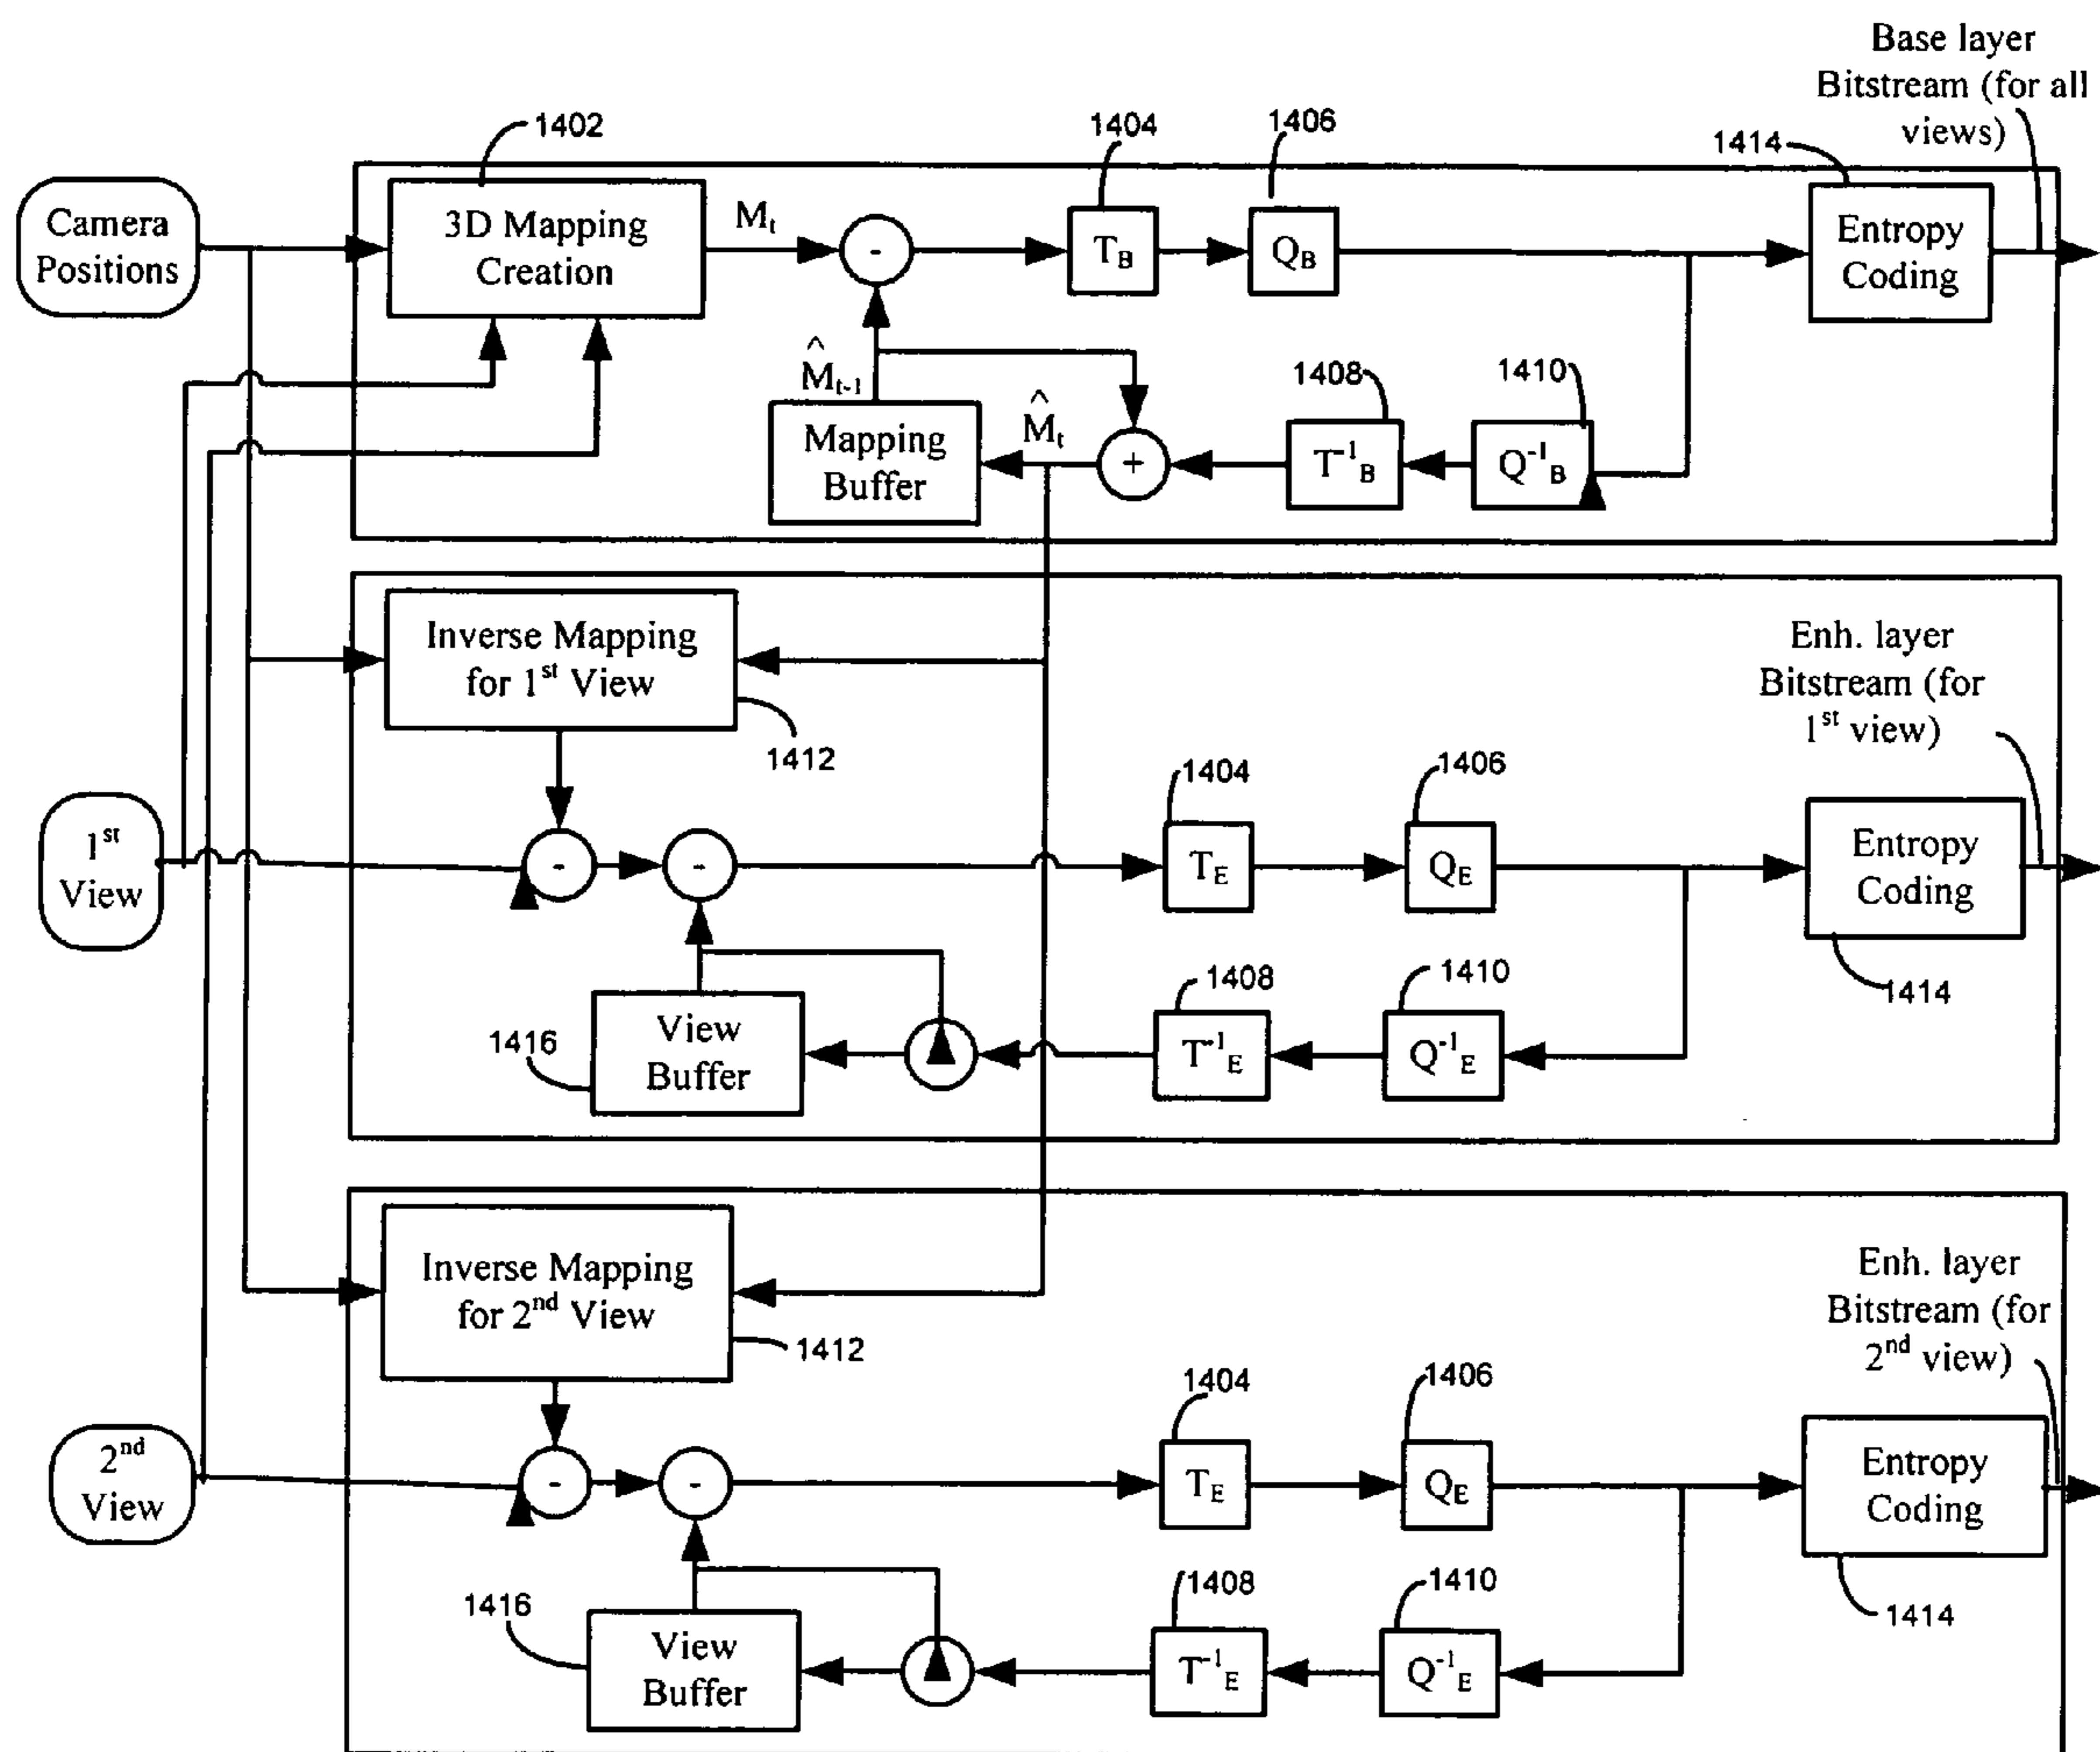 Base layer
Bitstream (for all
views)
1402
1404
1406
1414
Camera
Positions
3D Mapping
Creation
Mt
-
TB
QB
Entropy
Coding
M̂t-1
M̂t
1408
1410
Mapping
Buffer
+
T-1B
Q-1B
Inverse Mapping
for 1st View
1412
Enh. layer
Bitstream (for
1st view)
1404
1406
1st
View
-
-
TE
QE
Entropy
Coding
1414
1416
View
Buffer
1408
1410
T-1E
Q-1E
Inverse Mapping
for 2nd View
1412
Enh. layer
Bitstream (for
2nd view)
1404
1406
2nd
View
-
-
TE
QE
Entropy
Coding
1414
1416
View
Buffer
1408
1410
T-1E
Q-1E